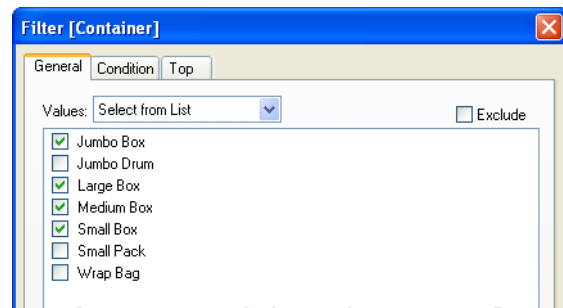 Filter [Container]
General Condition Top
Values: Select from List Exclude
Jumbo Box
Jumbo Drum
Large Box
Medium Box
Small Box
Small Pack
Wrap Bag